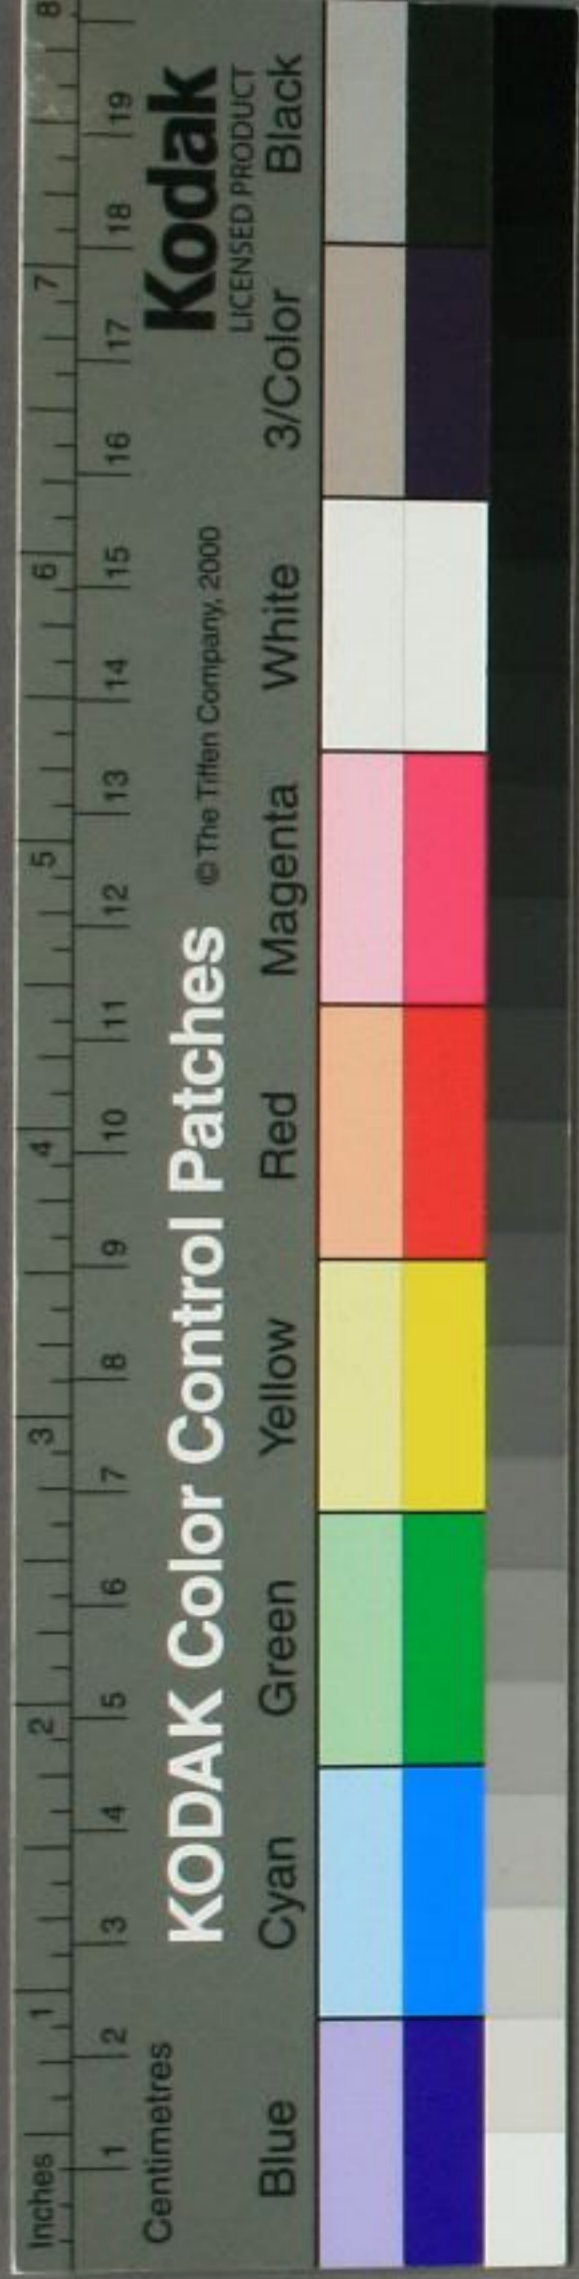 Inches 1 2 3 4 5 6 7 8
1 2 3 4 5 6 7 8 9 10 11 12 13 14 15 16 17 18 19
Centimetres
KODAK Color Control Patches
© The Tiffen Company, 2000
Kodak
LICENSED PRODUCT
Blue Cyan Green Yellow Red Magenta White 3/Color Black